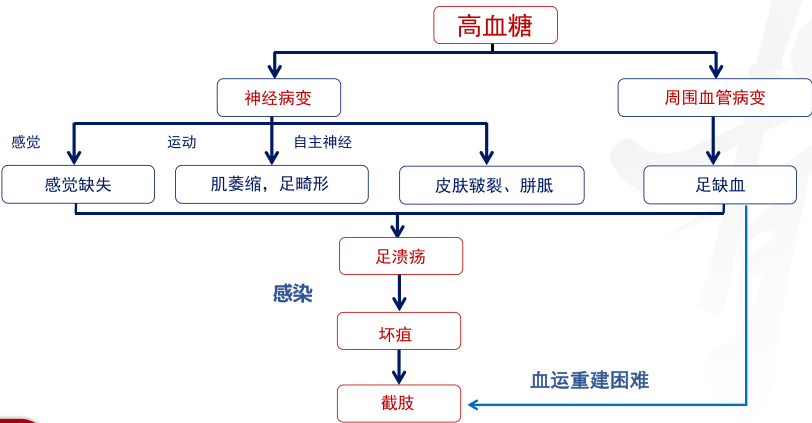 高血糖
神经病变
周围血管病变
感觉
运动
自主神经
感觉缺失
肌萎缩，足畸形
皮肤皲裂、胼胝
足缺血
足溃疡
感染
坏疽
血运重建困难
截肢